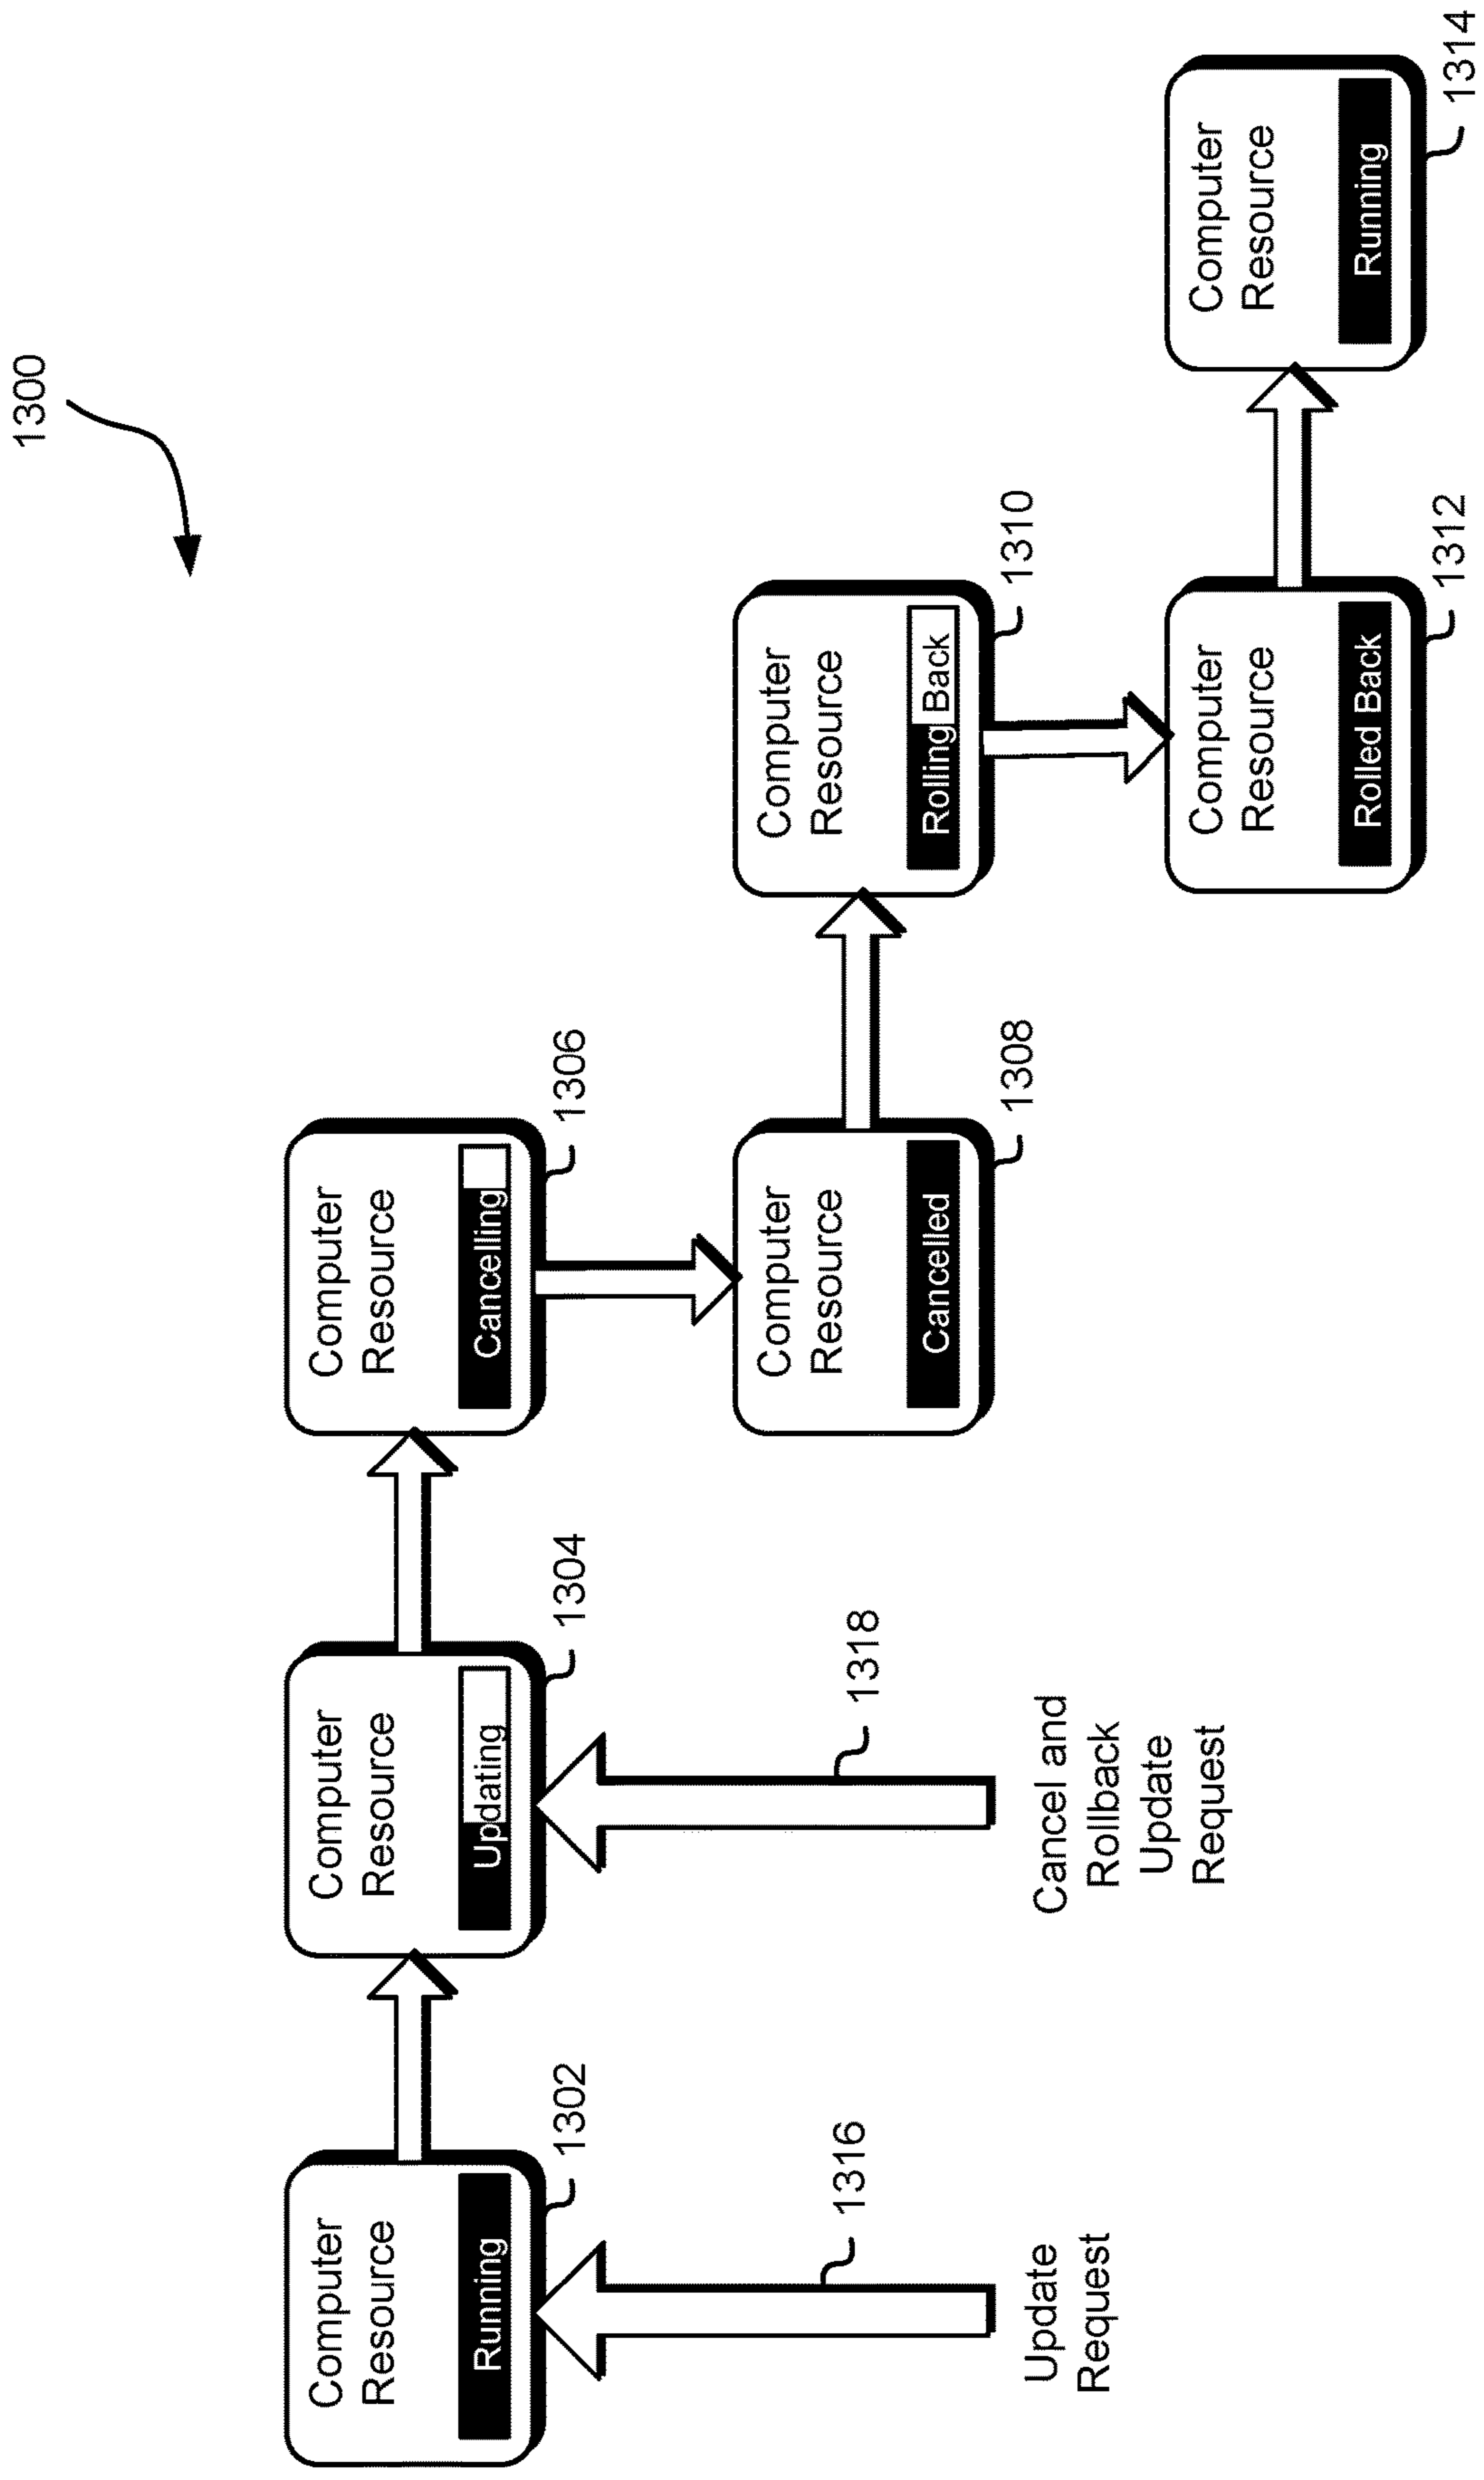 1300
Computer
Resource
Running
1302
Computer
Resource
Updating
1304
Computer
Resource
Cancelling
1306
Computer
Resource
Cancelled
1308
Computer
Resource
Rolling Back
1310
Computer
Resource
Rolled Back
1312
Computer
Resource
Running
1314
1316
Update
Request
1318
Cancel and
Rollback
Update
Request